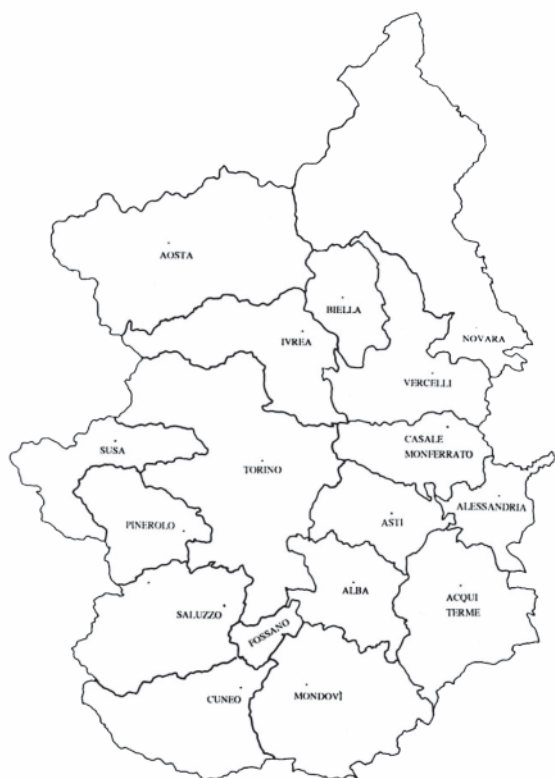 AOSTA
BIELLA
IVREA
NOVARA
VERCELLI
SUSA
TORINO
CASALE
MONFERRATO
PINEROLO
ASTI
ALESSANDRIA
SALUZZO
ALBA
ACQUI
TERME
FOSSANO
CUNEO
MONDOVÌ